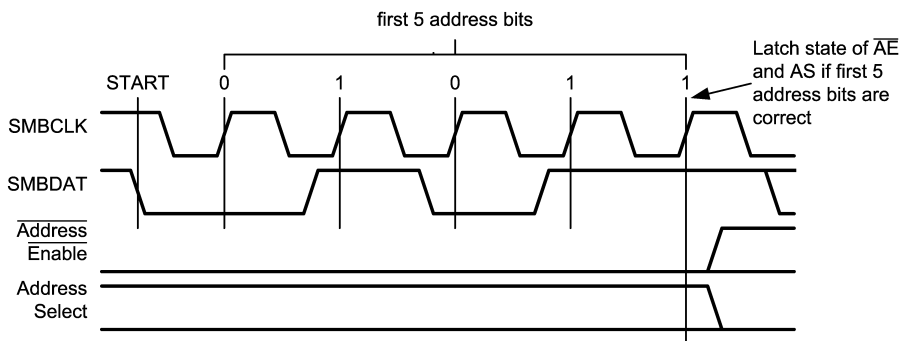 first 5 address bits
START 0 1 0 1 1
Latch state of AE
and AS if first 5
address bits are
correct
SMBCLK
SMBDAT
Address
Enable
Address
Select